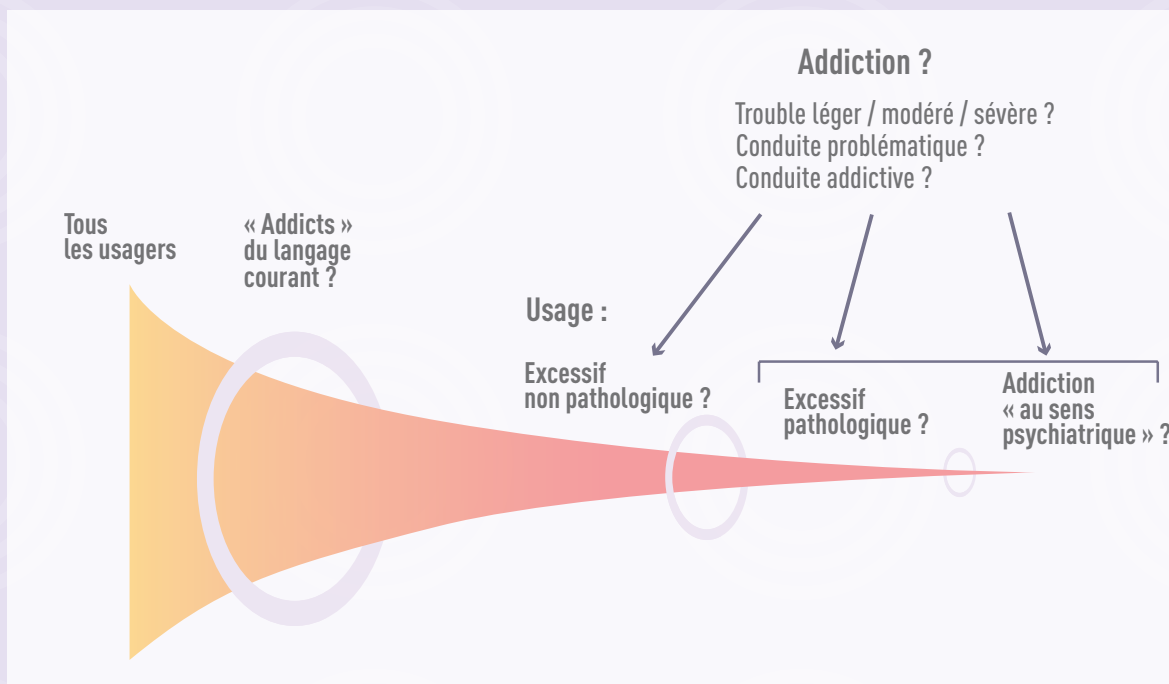 Addiction ?
Trouble léger / modéré / sévère ?
Conduite problématique ?
Conduite addictive ?
Tous
les usagers
« Addicts »
du langage
courant ?
Usage :
Excessif
non pathologique ?
Excessif
pathologique ?
Addiction
« au sens
psychiatrique » ?